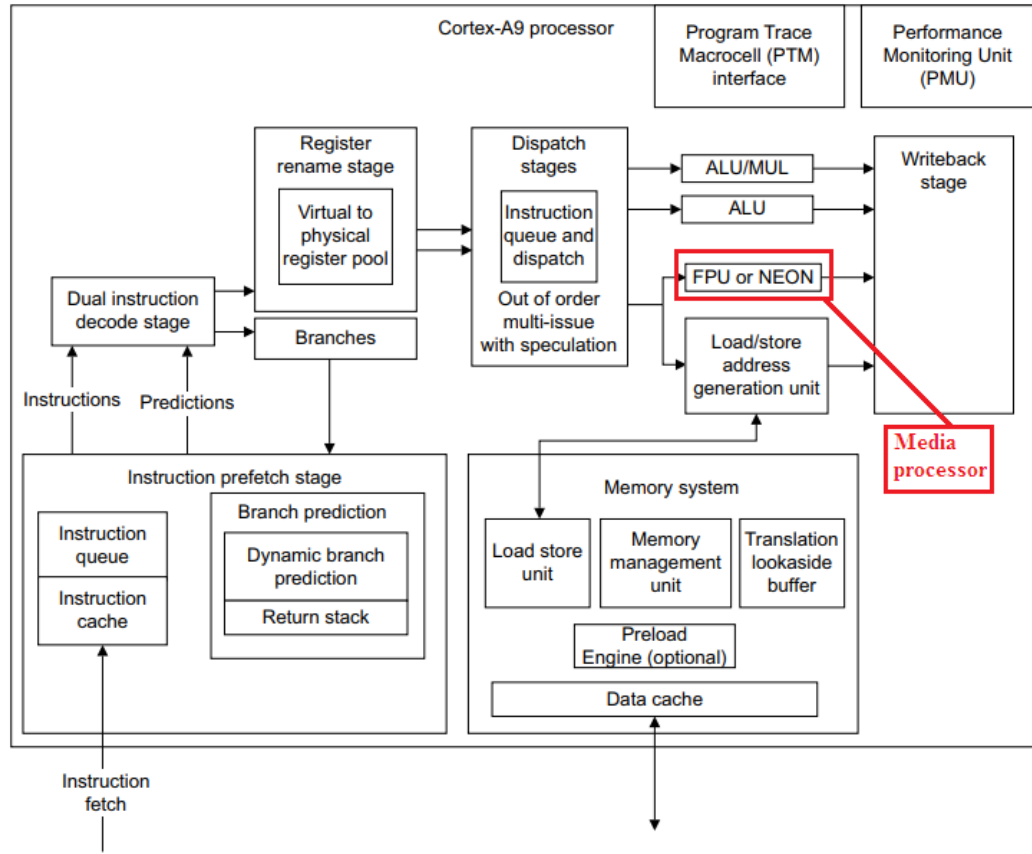 Cortex-A9 processor
Program Trace
Macrocell (PTM)
interface
Performance
Monitoring Unit
(PMU)
Register
rename stage
Virtual to
physical
register pool
Dispatch
stages
Instruction
queue and
dispatch
Out of order
multi-issue
with speculation
ALU/MUL
ALU
FPU or NEON
Load/store
address
generation unit
Writeback
stage
Media
processor
Dual instruction
decode stage
Branches
Instructions
Predictions
Instruction prefetch stage
Instruction
queue
Instruction
cache
Branch prediction
Dynamic branch
prediction
Return stack
Memory system
Load store
unit
Memory
management
unit
Translation
lookaside
buffer
Preload
Engine (optional)
Data cache
Instruction
fetch